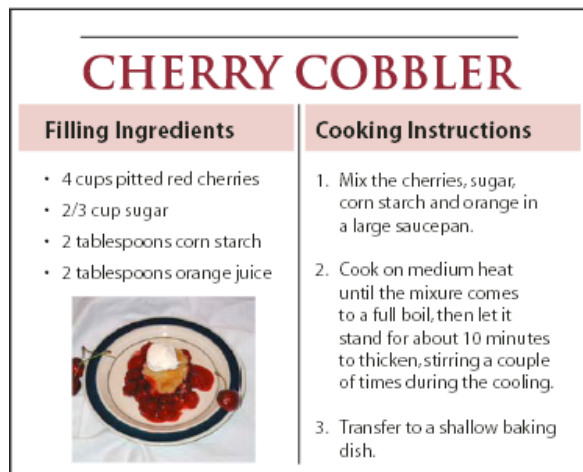 CHERRY COBBLER
Filling Ingredients
• 4 cups pitted red cherries
• 2/3 cup sugar
• 2 tablespoons corn starch
• 2 tablespoons orange juice
Cooking Instructions
1. Mix the cherries, sugar,
corn starch and orange in
a large saucepan.
2. Cook on medium heat
until the mixure comes
to a full boil, then let it
stand for about 10 minutes
to thicken, stirring a couple
of times during the cooling.
3. Transfer to a shallow baking
dish.